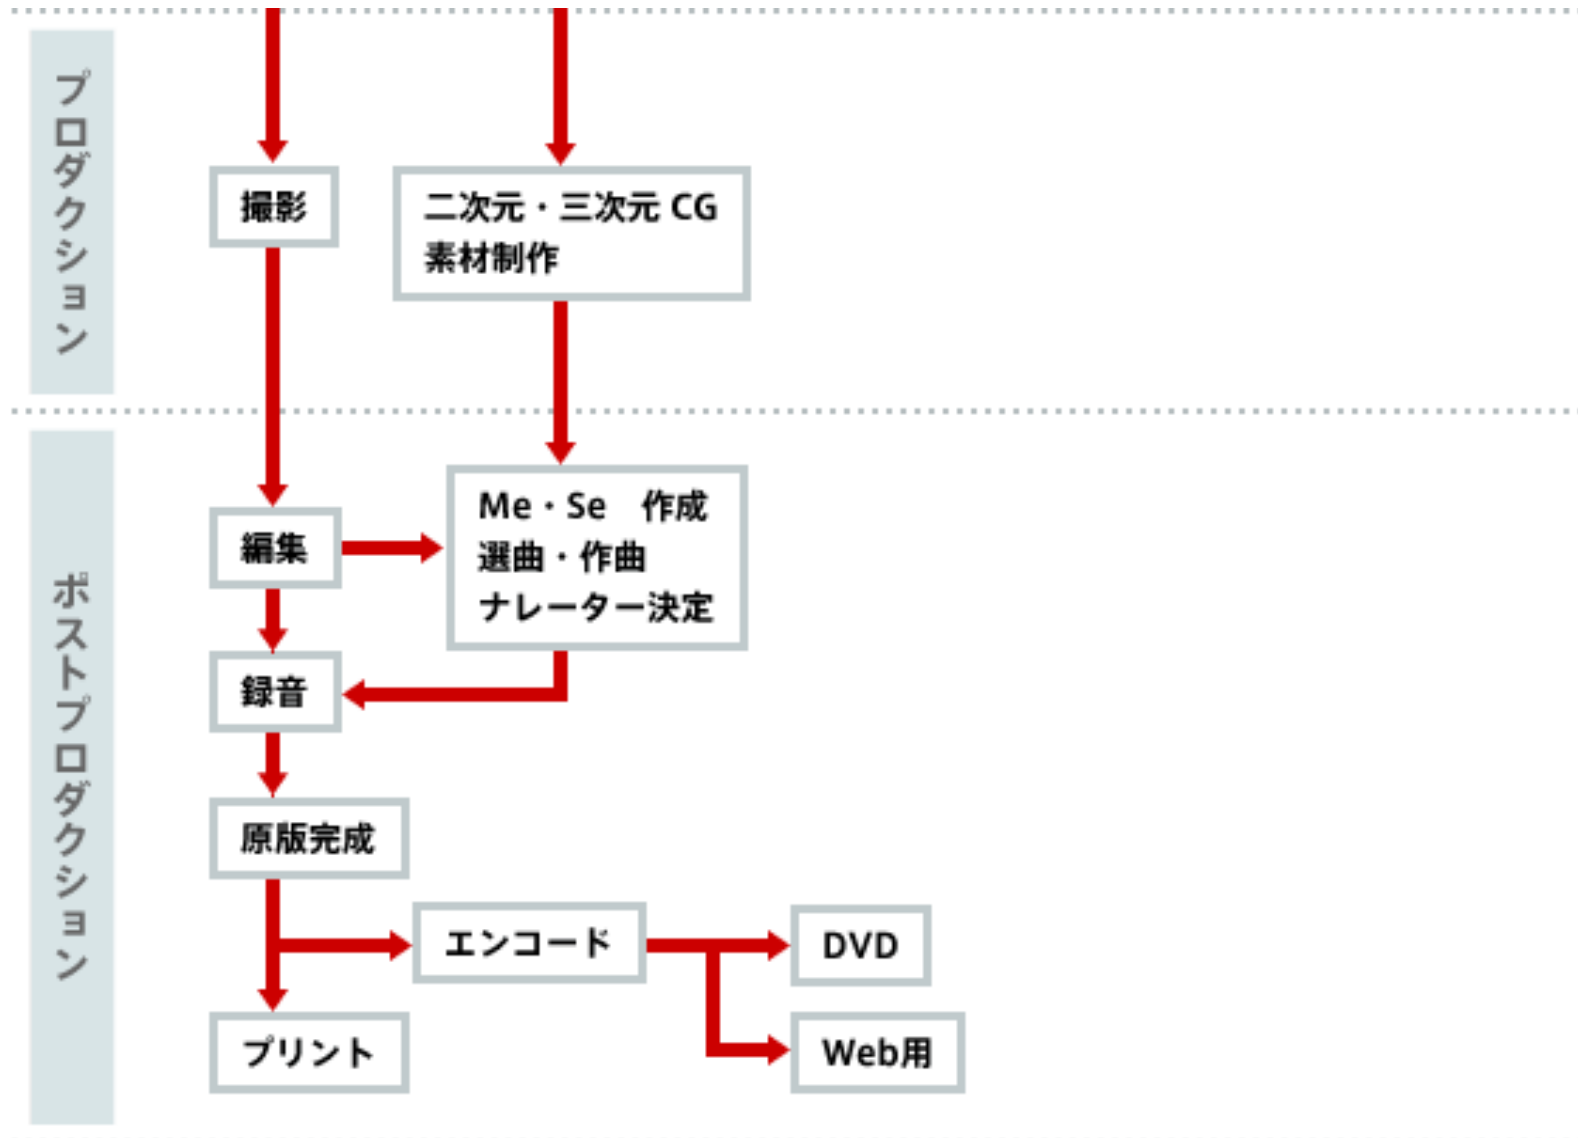 プロダクション
撮影
二次元・三次元 CG
素材制作
ポストプロダクション
編集
Me・Se　作成
選曲・作曲
ナレーター決定
録音
原版完成
エンコード
DVD
プリント
Web用